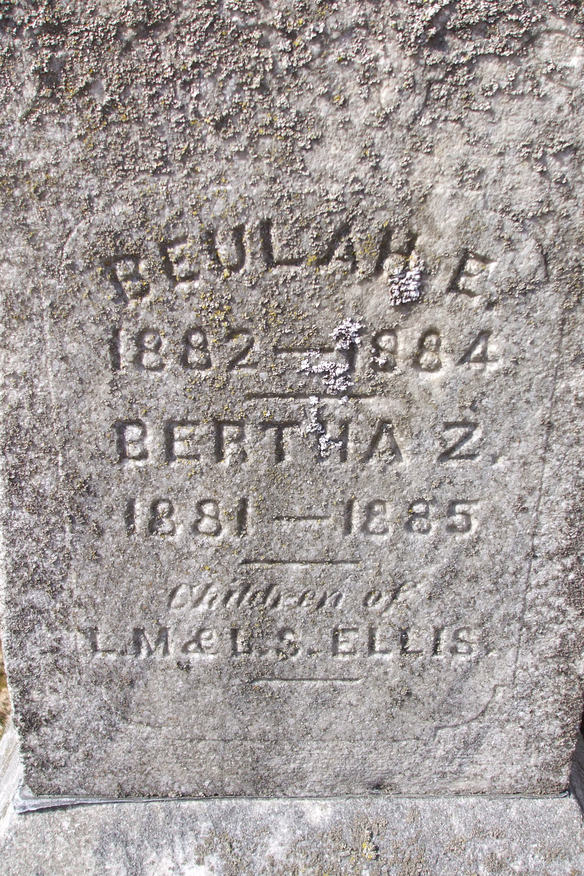 BEULAH E.
1882 — 1884
BERTHA Z.
1881 — 1885
Children of
L.M & L.S. ELLIS.